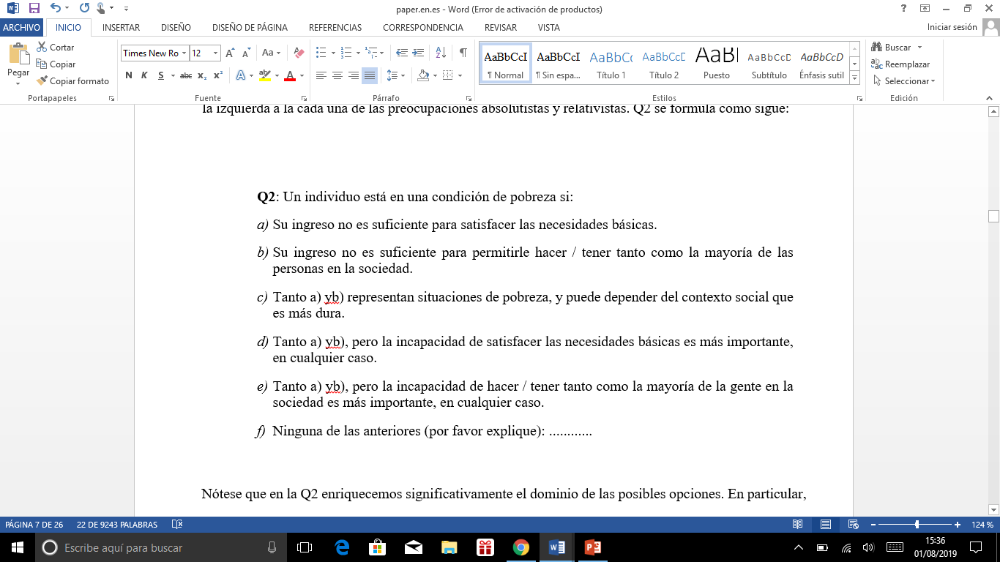 paper.en.es - Word (Error de activación de productos)
ARCHIVO INICIO INSERTAR DISEÑO DISEÑO DE PÁGINA REFERENCIAS CORRESPONDENCIA REVISAR VISTA Iniciar sesión
Pegar
Cortar
Copiar
Copiar formato
Portapapeles
Times New Ro 12
N K S abc x₂ x²
Fuente
Párrafo
AaBbCcI AaBbCcI AaBbCc AaBbCcD AaB AaBbCcD AaBbCcD
¶ Normal ¶ Sin espa... Título 1 Título 2 Puesto Subtítulo Énfasis sutil
Estilos
Buscar
Reemplazar
Seleccionar
Edición
la izquierda a la cada una de las preocupaciones absolutistas y relativistas. Q2 se formula como sigue:
Q2: Un individuo está en una condición de pobreza si:
a) Su ingreso no es suficiente para satisfacer las necesidades básicas.
b) Su ingreso no es suficiente para permitirle hacer / tener tanto como la mayoría de las
personas en la sociedad.
c) Tanto a) yb) representan situaciones de pobreza, y puede depender del contexto social que
es más dura.
d) Tanto a) yb), pero la incapacidad de satisfacer las necesidades básicas es más importante,
en cualquier caso.
e) Tanto a) yb), pero la incapacidad de hacer / tener tanto como la mayoría de la gente en la
sociedad es más importante, en cualquier caso.
f) Ninguna de las anteriores (por favor explique): ............
Nótese que en la Q2 enriquecemos significativamente el dominio de las posibles opciones. En particular,
PÁGINA 7 DE 26 22 DE 9243 PALABRAS 124 %
Escribe aquí para buscar
15:36
01/08/2019